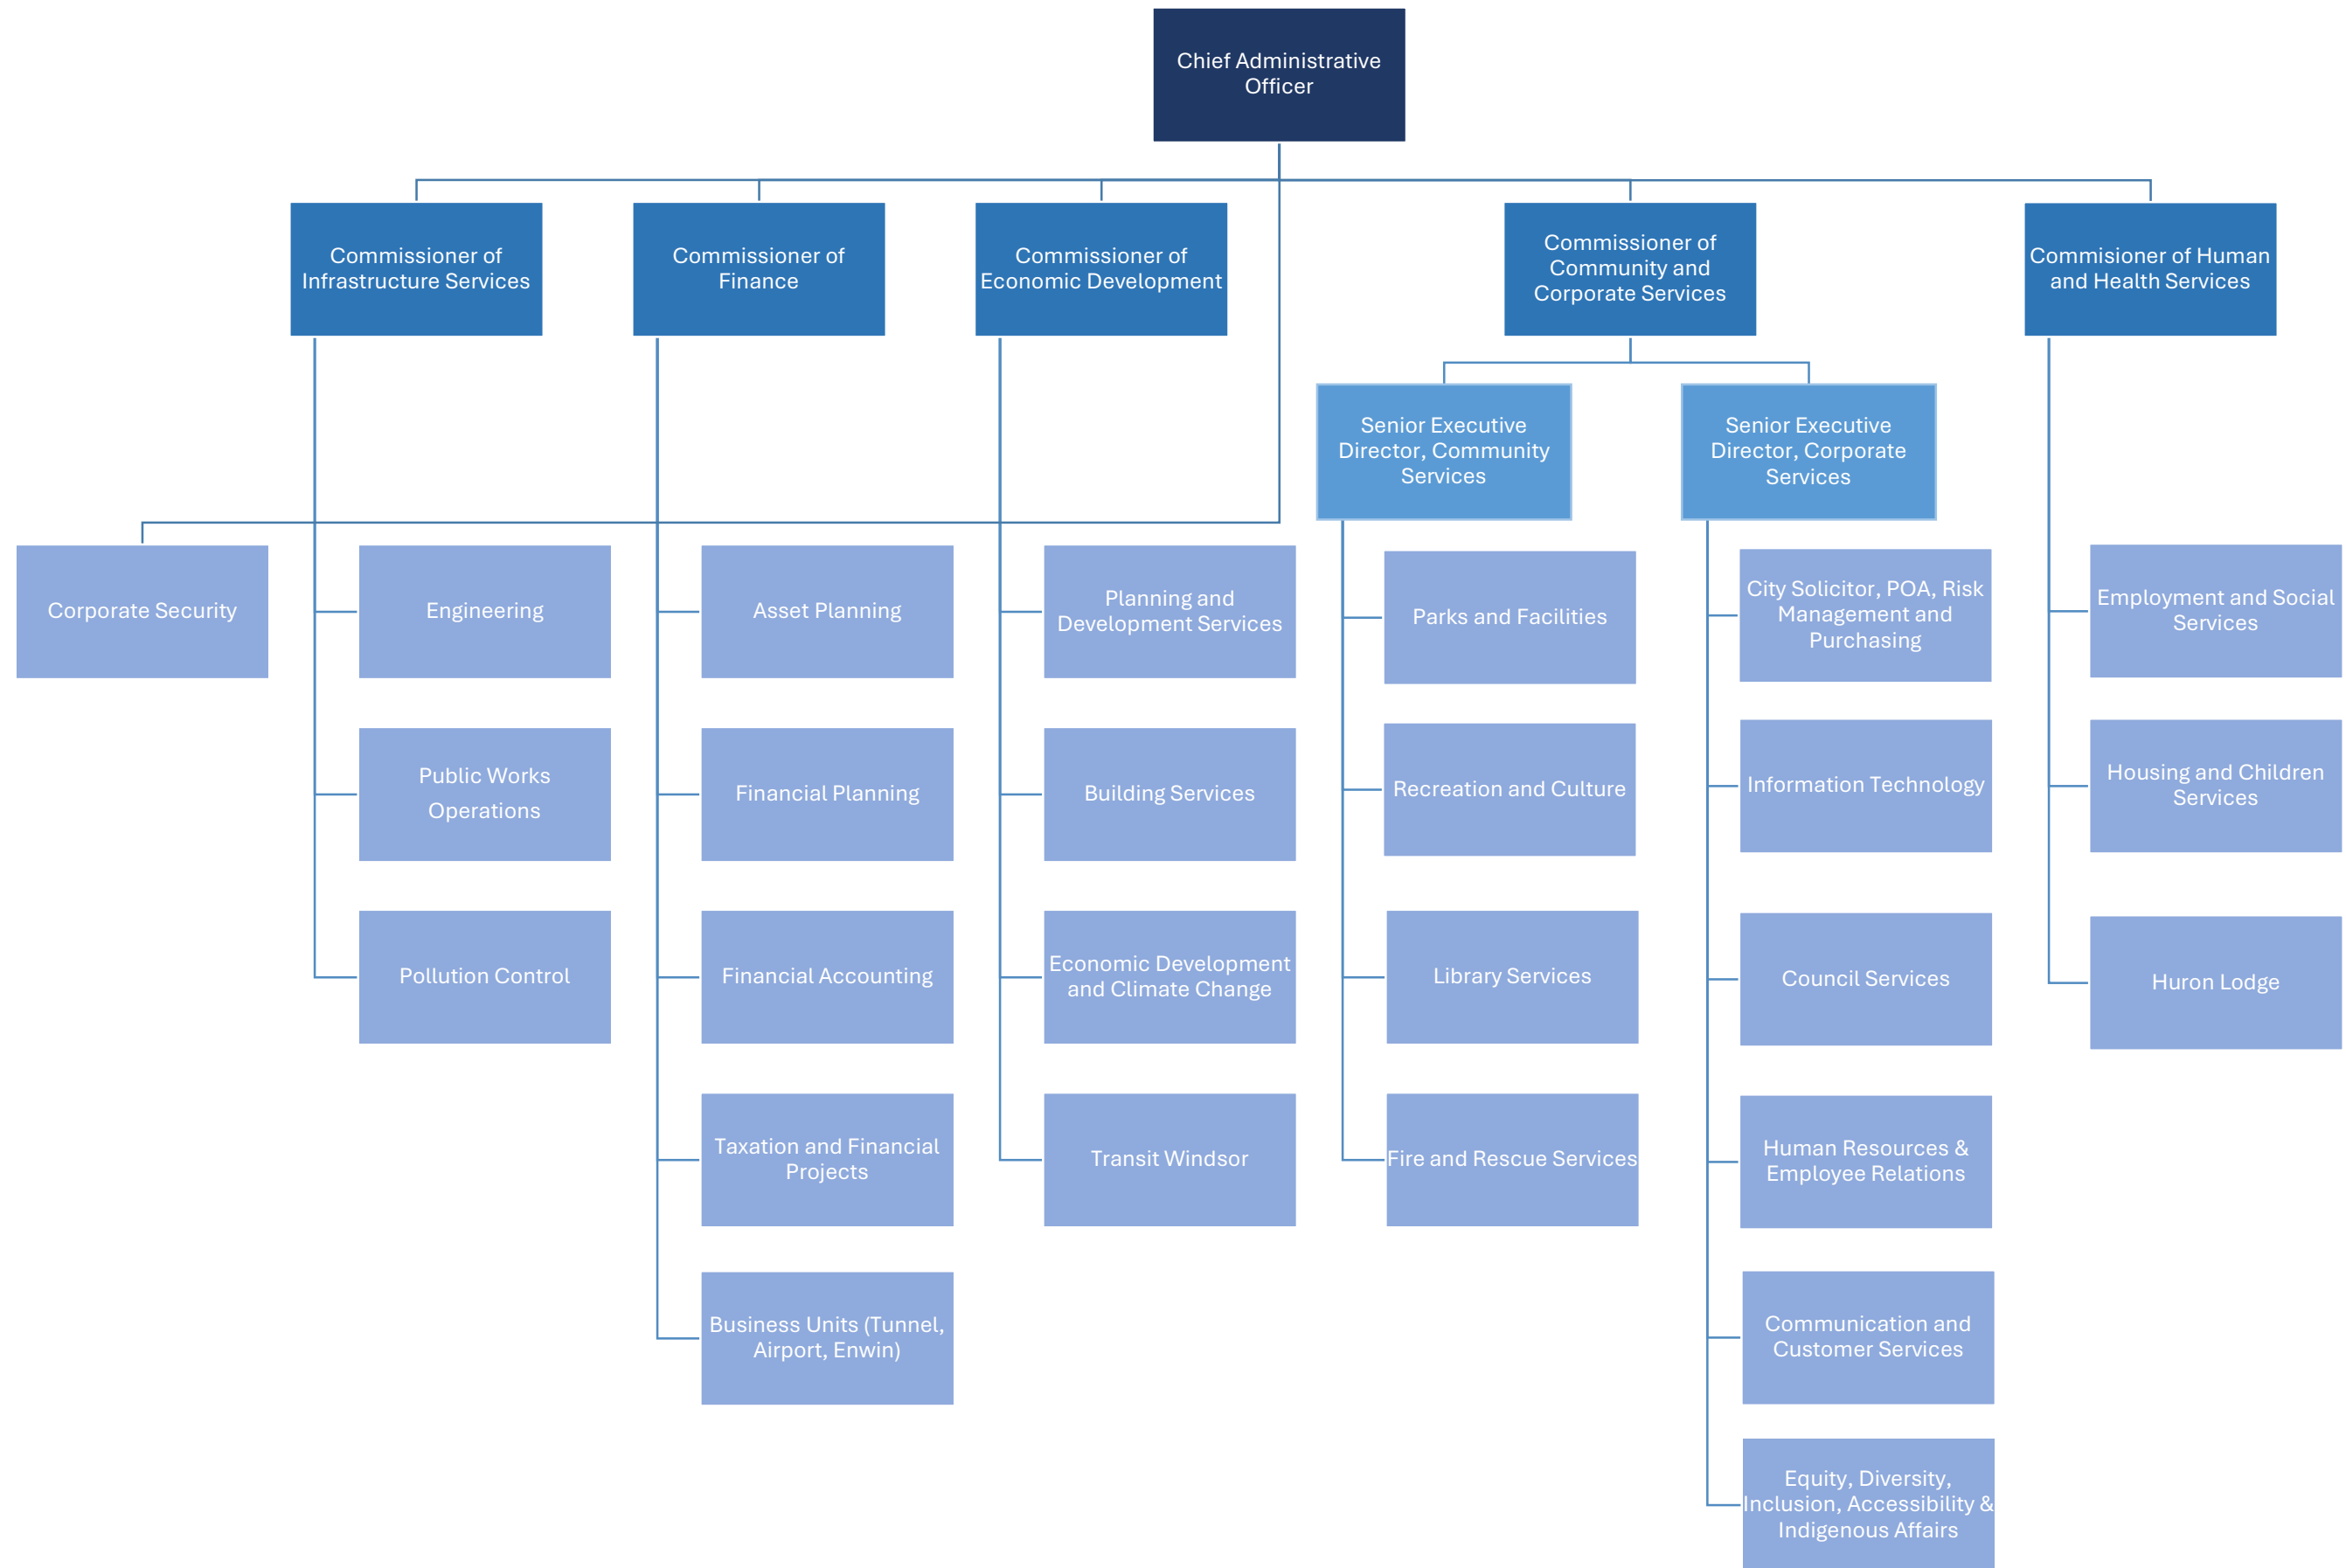 Chief Administrative
Officer
Commissioner of
Infrastructure Services
Commissioner of
Finance
Commissioner of
Economic Development
Commissioner of
Community and
Corporate Services
Commisioner of Human
and Health Services
Senior Executive
Director, Community
Services
Senior Executive
Director, Corporate
Services
Corporate Security
Engineering
Public Works
Operations
Pollution Control
Asset Planning
Financial Planning
Financial Accounting
Taxation and Financial
Projects
Business Units (Tunnel,
Airport, Enwin)
Planning and
Development Services
Building Services
Economic Development
and Climate Change
Transit Windsor
Parks and Facilities
Recreation and Culture
Library Services
Fire and Rescue Services
City Solicitor, POA, Risk
Management and
Purchasing
Information Technology
Council Services
Human Resources &
Employee Relations
Communication and
Customer Services
Equity, Diversity,
Inclusion, Accessibility &
Indigenous Affairs
Employment and Social
Services
Housing and Children
Services
Huron Lodge